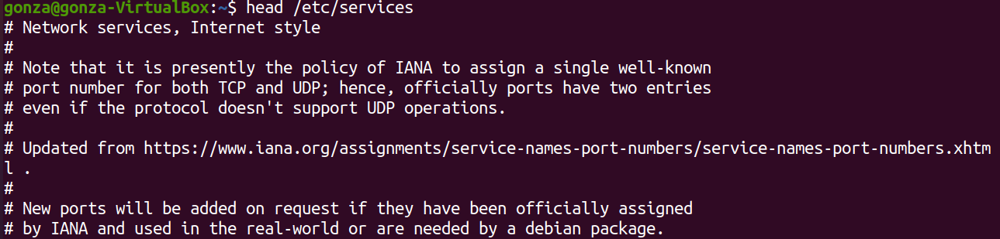 gonza@gonza-VirtualBox:~$ head /etc/services
# Network services, Internet style
#
# Note that it is presently the policy of IANA to assign a single well-known
# port number for both TCP and UDP; hence, officially ports have two entries
# even if the protocol doesn't support UDP operations.
#
# Updated from https://www.iana.org/assignments/service-names-port-numbers/service-names-port-numbers.xhtm
l .
#
# New ports will be added on request if they have been officially assigned
# by IANA and used in the real-world or are needed by a debian package.